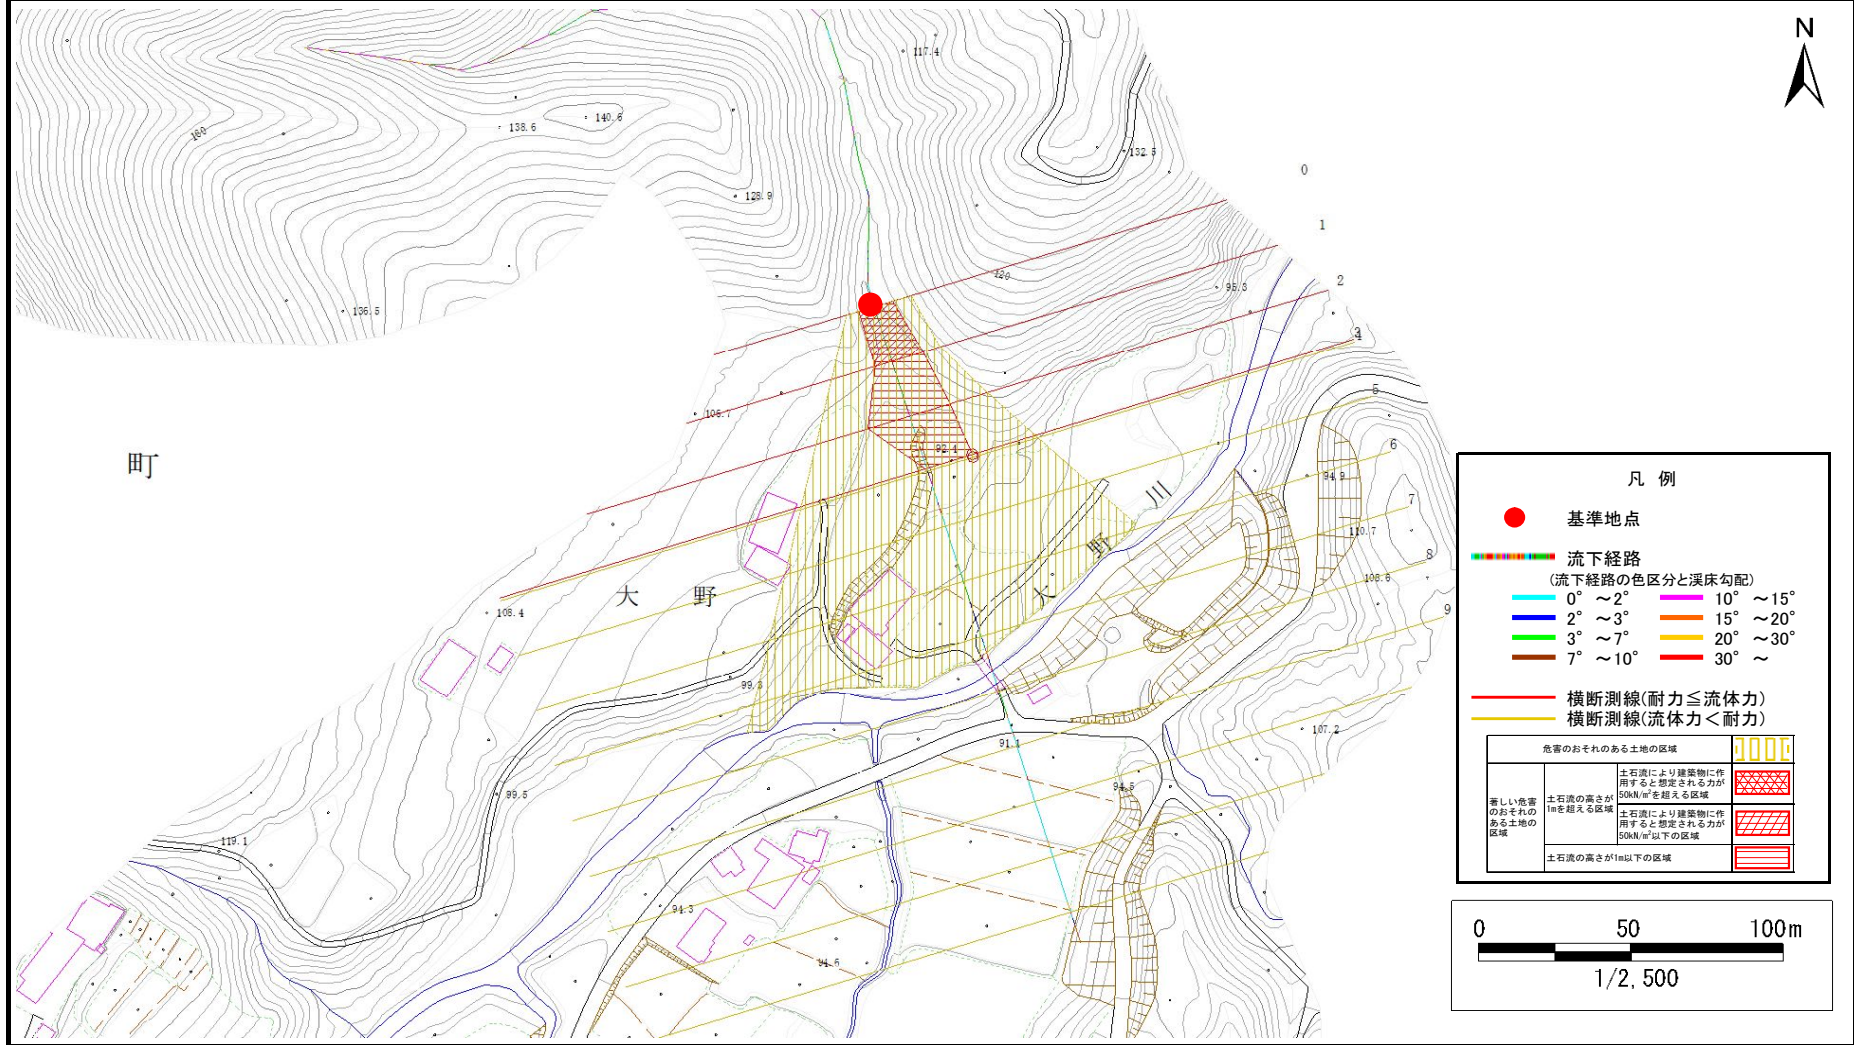 N
117.4
140.6
138.6
180
132.5
0
128.9
1
120
95.3
2
136.5
3
4
5
106.7
6
92.4
町
94.9
川
7
110.7
野
8
大 野
大
108.6
108.4
9
99.3
107.2
91.1
94.5
99.5
119.1
94.3
94.6
凡 例
基準地点
流下経路
(流下経路の色区分と渓床勾配)
0° ～2° 10° ～15°
2° ～3° 15° ～20°
3° ～7° 20° ～30°
7° ～10° 30° ～
横断測線(耐力≦流体力)
横断測線(流体力＜耐力)
危害のおそれのある土地の区域
著しい危害
のおそれの
ある土地の
区域
土石流の高さが
1mを超える区域
土石流により建築物に作
用すると想定される力が
50kN/m²を超える区域
土石流により建築物に作
用すると想定される力が
50kN/m²以下の区域
土石流の高さが1m以下の区域
0 50 100m
1/2,500